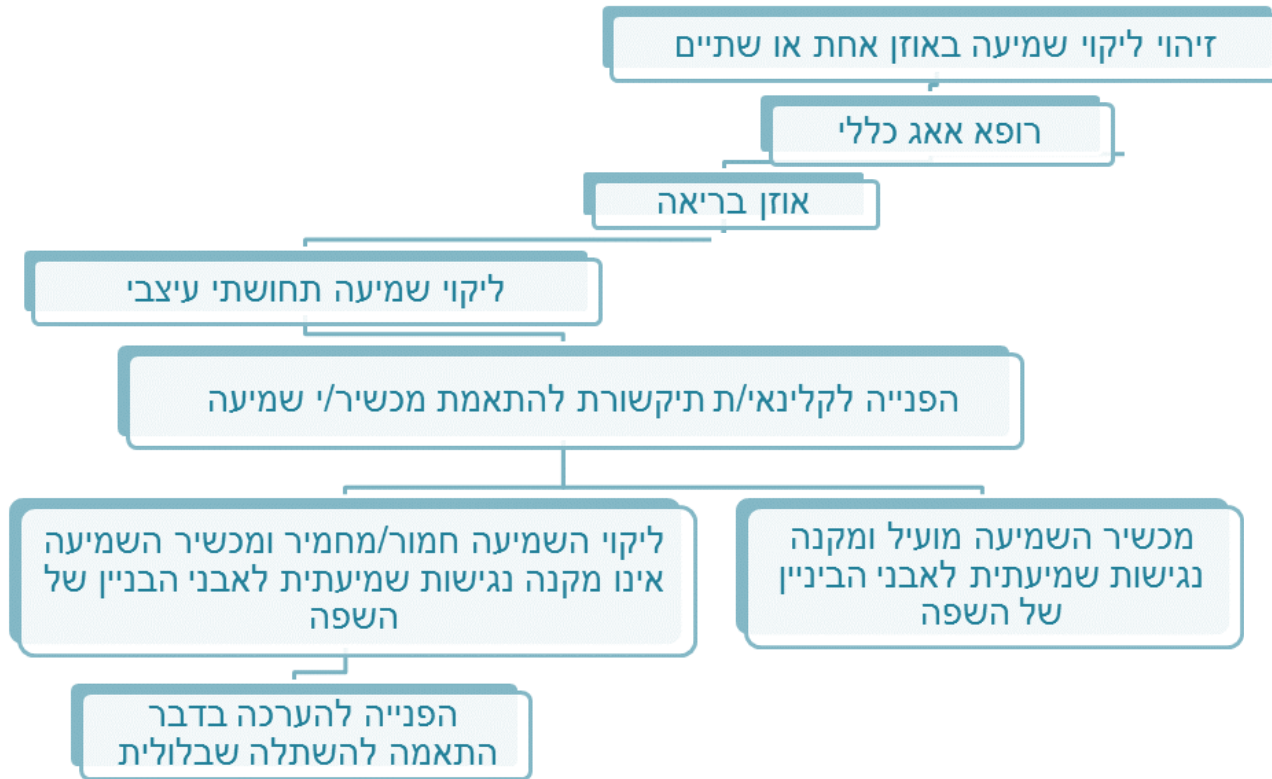 זיהוי ליקוי שמיעה באוזן אחת או שתיים
רופא אאג כללי
אוזן בריאה
ליקוי שמיעה תחושתי עיצבי
הפנייה לקלינאי/ת תיקשורת להתאמת מכשיר/י שמיעה
מכשיר השמיעה מועיל ומקנה
נגישות שמיעתית לאבני הביניין
של השפה
ליקוי השמיעה חמור/מחמיר ומכשיר השמיעה
אינו מקנה נגישות שמיעתית לאבני הבניין של
השפה
הפנייה להערכה בדבר
התאמה להשתלה שבלולית